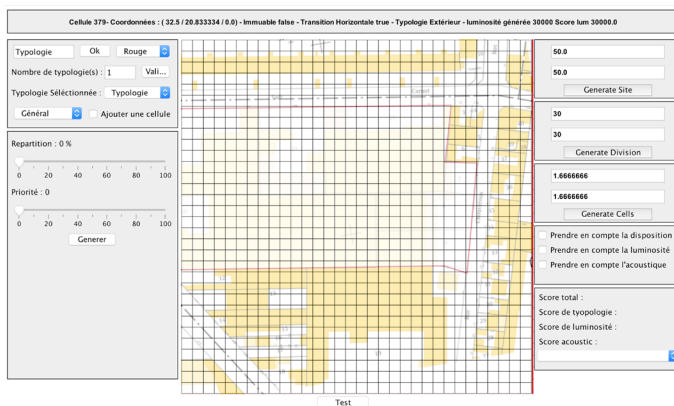 Cellule 379- Coordonnées : ( 32.5 / 20.833334 / 0.0) - Immuable false - Transition Horizontale true - Typologie Extérieur - luminosité générée 30000 Score lum 30000.0
Typologie Ok Rouge
Nombre de typologie(s) : 1 Vali...
Typologie Séléctionnée : Typologie
Général Ajouter une cellule
Repartition : 0 %
0 20 40 60 80 100
Priorité : 0
0 20 40 60 80 100
Generer
Carnot
50.0
50.0
Generate Site
30
30
Generate Division
1.6666666
1.6666666
Generate Cells
Prendre en compte la disposition
Prendre en compte la luminosité
Prendre en compte l'acoustique
Score total :
Score de tyopologie :
Score de luminosité :
Score acoustic :
Test